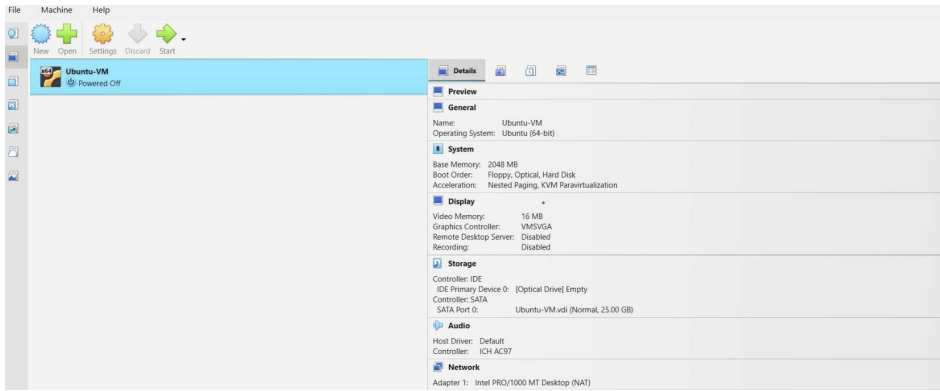 File Machine Help
New Open Settings Discard Start
x64
Ubuntu-VM
Powered Off
Details
Preview
General
Name: Ubuntu-VM
Operating System: Ubuntu (64-bit)
System
Base Memory: 2048 MB
Boot Order: Floppy, Optical, Hard Disk
Acceleration: Nested Paging, KVM Paravirtualization
Display
Video Memory: 16 MB
Graphics Controller: VMSVGA
Remote Desktop Server: Disabled
Recording: Disabled
Storage
Controller: IDE
IDE Primary Device 0: [Optical Drive] Empty
Controller: SATA
SATA Port 0: Ubuntu-VM.vdi (Normal, 25.00 GB)
Audio
Host Driver: Default
Controller: ICH AC97
Network
Adapter 1: Intel PRO/1000 MT Desktop (NAT)